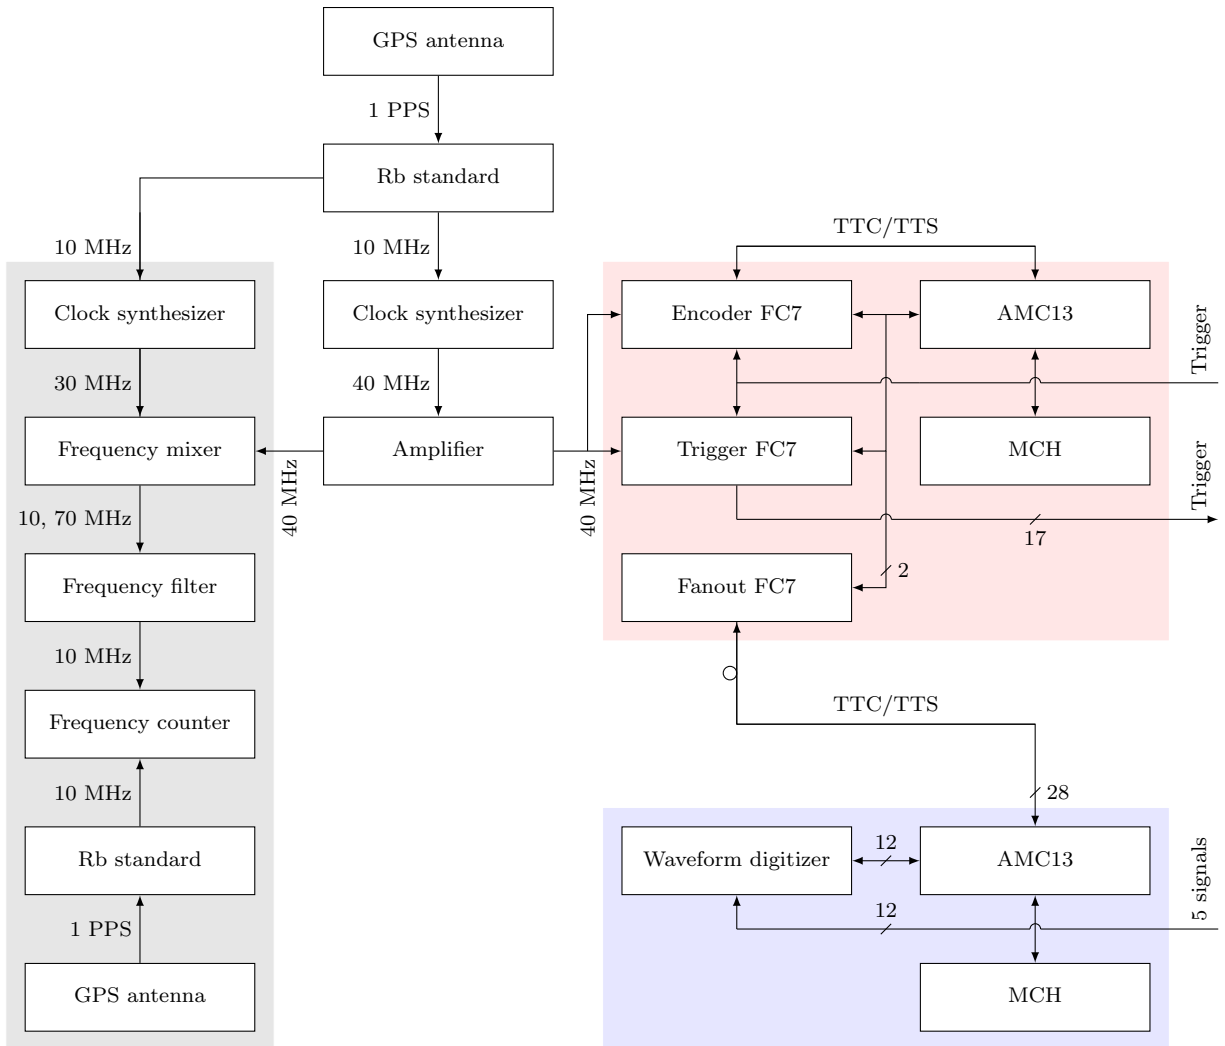 GPS antenna
1 PPS
Rb standard
10 MHz
10 MHz
TTC/TTS
Clock synthesizer
Clock synthesizer
Encoder FC7
AMC13
Trigger
30 MHz
40 MHz
Frequency mixer
Amplifier
Trigger FC7
MCH
Trigger
40 MHz
40 MHz
10, 70 MHz
17
Frequency filter
Fanout FC7
2
10 MHz
Frequency counter
TTC/TTS
10 MHz
28
Rb standard
Waveform digitizer
12
AMC13
5 signals
1 PPS
12
GPS antenna
MCH